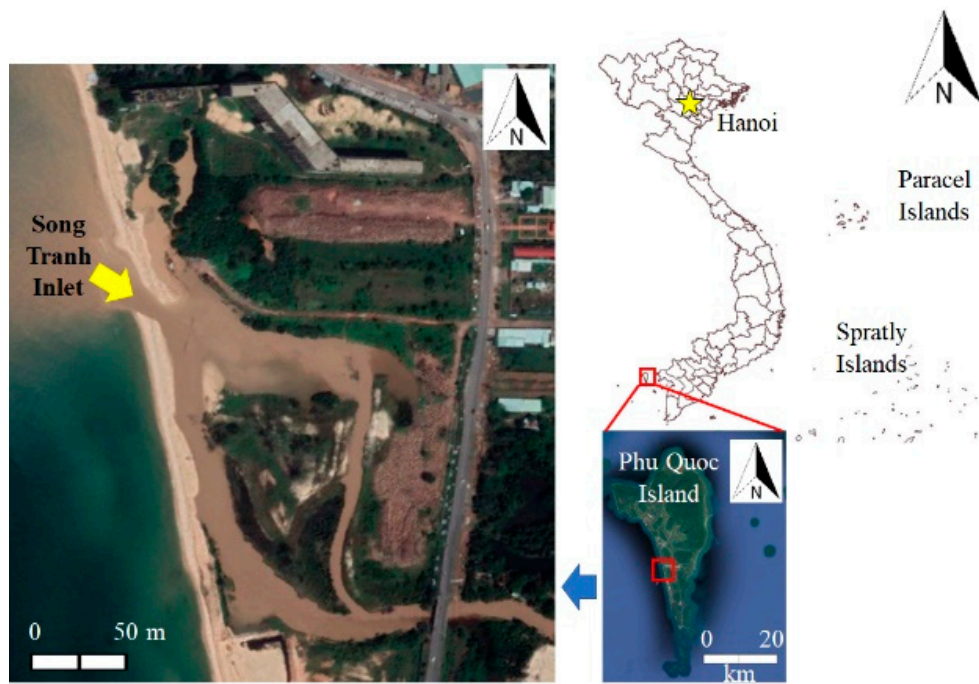 Song
Tranh
Inlet
N
0 50 m
N
Hanoi
Paracel
Islands
Spratly
Islands
Phu Quoc
Island
N
0 20
km